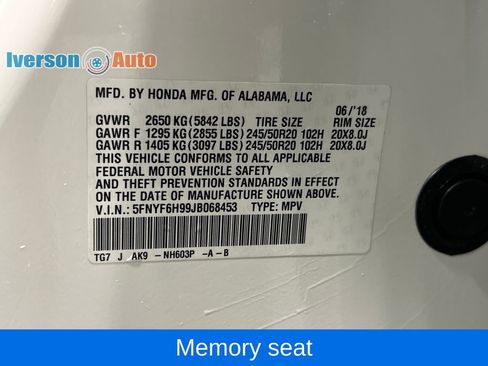 Iverson Auto
MFD. BY HONDA MFG. OF ALABAMA, LLC
06/'18
GVWR 2650 KG (5842 LBS) TIRE SIZE RIM SIZE
GAWR F 1295 KG (2855 LBS) 245/50R20 102H 20X8.0J
GAWR R 1405 KG (3097 LBS) 245/50R20 102H 20X8.0J
THIS VEHICLE CONFORMS TO ALL APPLICABLE
FEDERAL MOTOR VEHICLE SAFETY
AND THEFT PREVENTION STANDARDS IN EFFECT
ON THE DATE OF MANUFACTURE SHOWN ABOVE.
V.I.N.: 5FNYF6H99JB068453 TYPE: MPV
TG7 J AK9 -NH603P -A-B
Memory seat